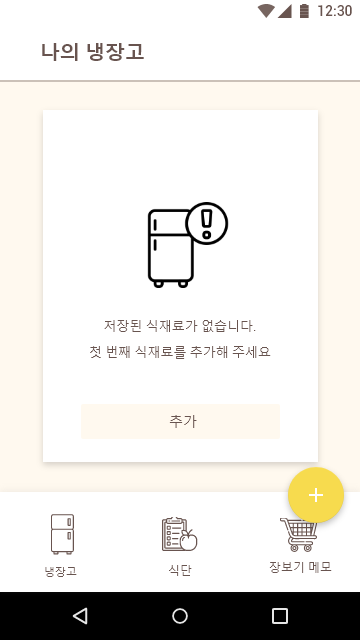 12:30
나의 냉장고
저장된 식재료가 없습니다.
첫 번째 식재료를 추가해 주세요
추가
냉장고
식단
장보기 메모